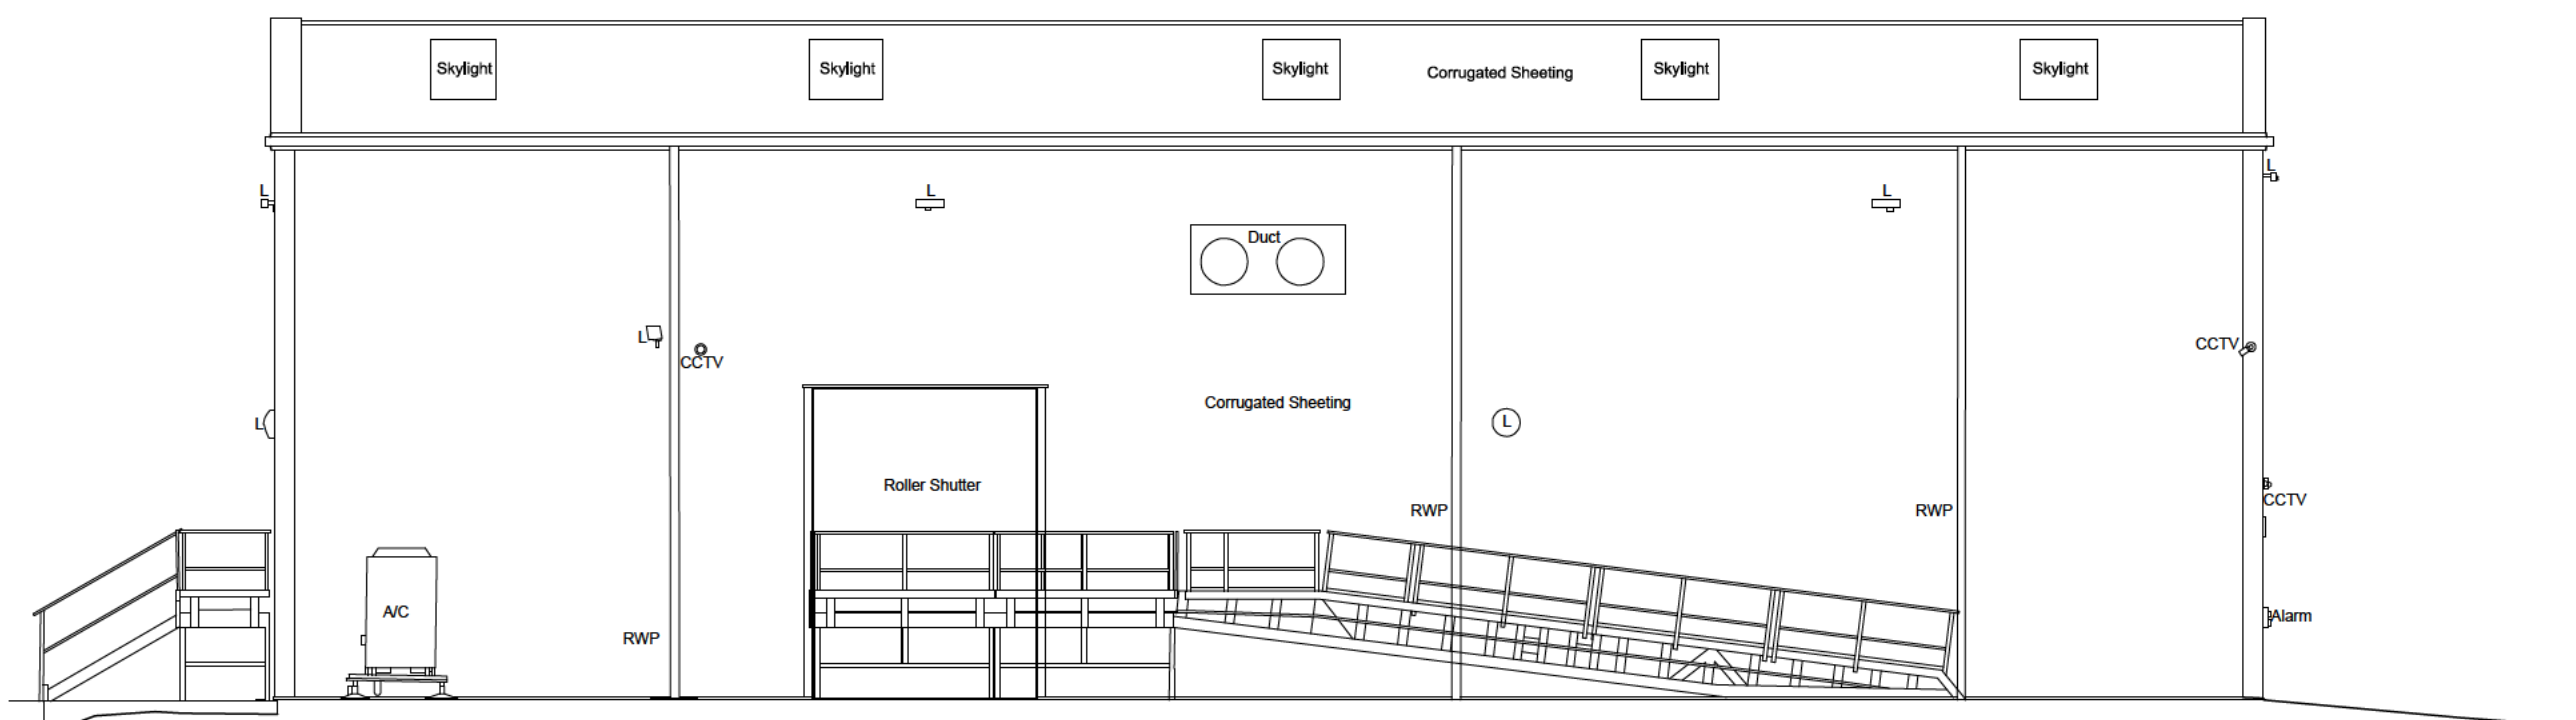 Skylight
Skylight
Skylight
Corrugated Sheeting
Skylight
Skylight
L
L
L
L
Duct
L
CCTV
CCTV
Corrugated Sheeting
L
L
Roller Shutter
CCTV
RWP
RWP
A/C
Alarm
RWP